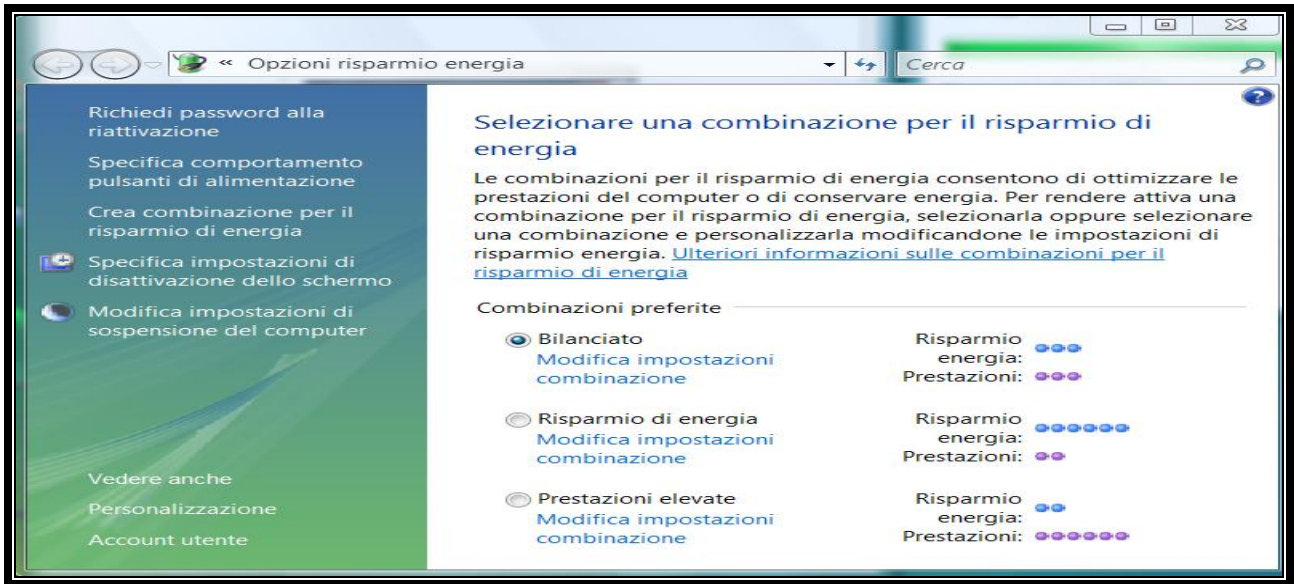 « Opzioni risparmio energia
Cerca
Richiedi password alla
riattivazione
Specifica comportamento
pulsanti di alimentazione
Crea combinazione per il
risparmio di energia
Specifica impostazioni di
disattivazione dello schermo
Modifica impostazioni di
sospensione del computer
Vedere anche
Personalizzazione
Account utente
Selezionare una combinazione per il risparmio di
energia
Le combinazioni per il risparmio di energia consentono di ottimizzare le
prestazioni del computer o di conservare energia. Per rendere attiva una
combinazione per il risparmio di energia, selezionarla oppure selezionare
una combinazione e personalizzarla modificandone le impostazioni di
risparmio energia. Ulteriori informazioni sulle combinazioni per il
risparmio di energia
Combinazioni preferite
Bilanciato
Modifica impostazioni
combinazione
Risparmio
energia:
Prestazioni:
Risparmio di energia
Modifica impostazioni
combinazione
Risparmio
energia:
Prestazioni:
Prestazioni elevate
Modifica impostazioni
combinazione
Risparmio
energia:
Prestazioni: